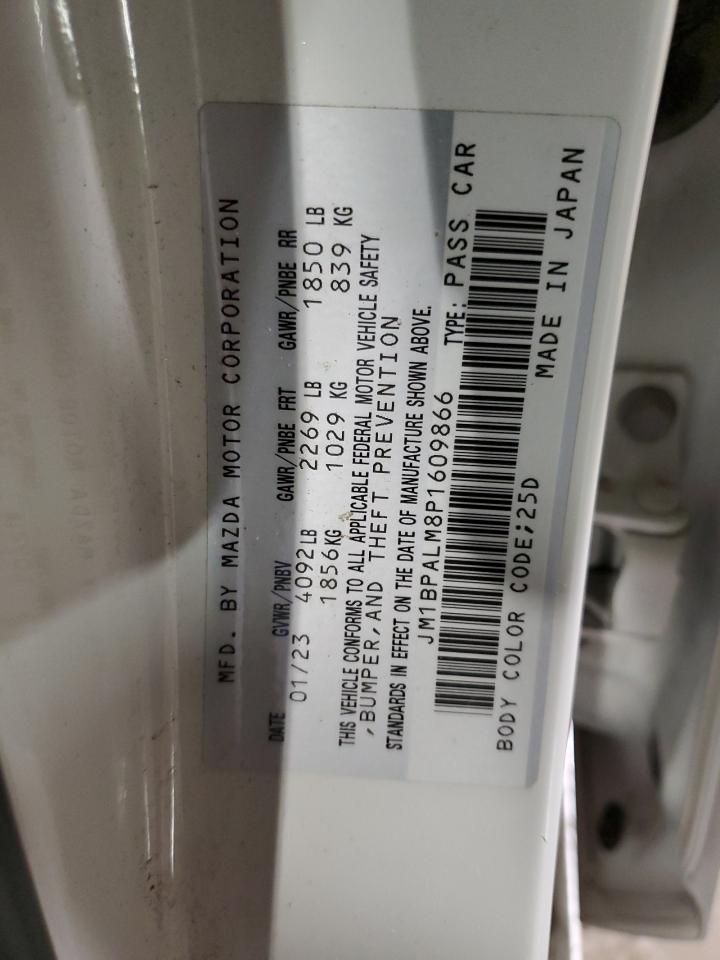 MFD. BY MAZDA MOTOR CORPORATION
DATE GVWR/PNBV GAWR/PNBE FRT GAWR/PNBE RR
01/23 4092LB 2269 LB 1850 LB
1856KG 1029 KG 839 KG
THIS VEHICLE CONFORMS TO ALL APPLICABLE FEDERAL MOTOR VEHICLE SAFETY
,BUMPER,AND THEFT PREVENTION
STANDARDS IN EFFECT ON THE DATE OF MANUFACTURE SHOWN ABOVE.
JM1BPALM8P1609866 TYPE: PASS CAR
BODY COLOR CODE;25D MADE IN JAPAN